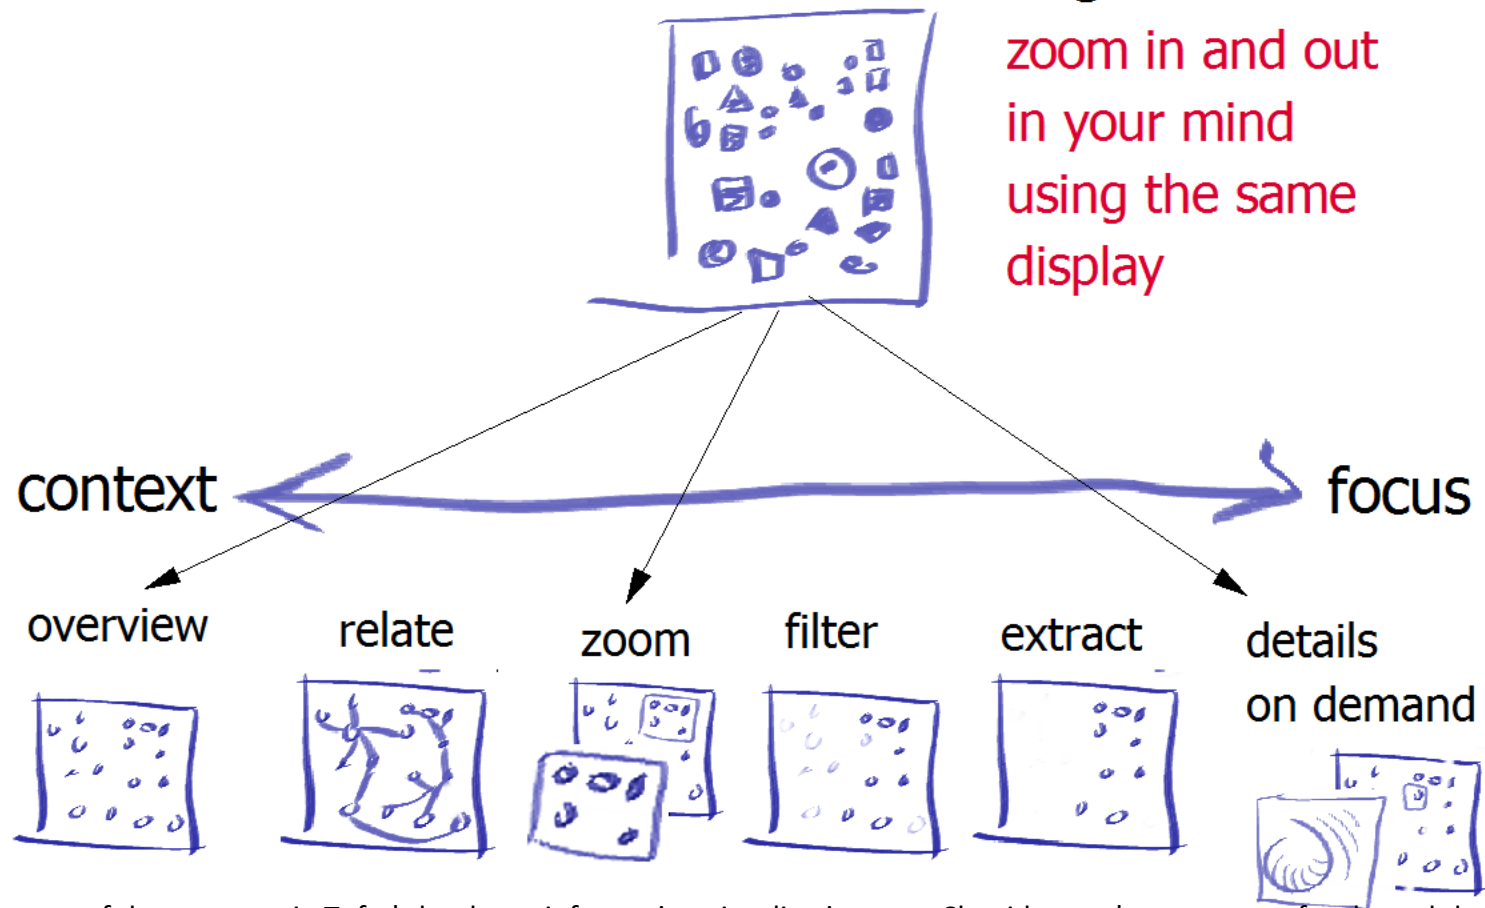 zoom in and out
in your mind
using the same
display
context
focus
overview
relate
zoom
filter
extract
details
on demand